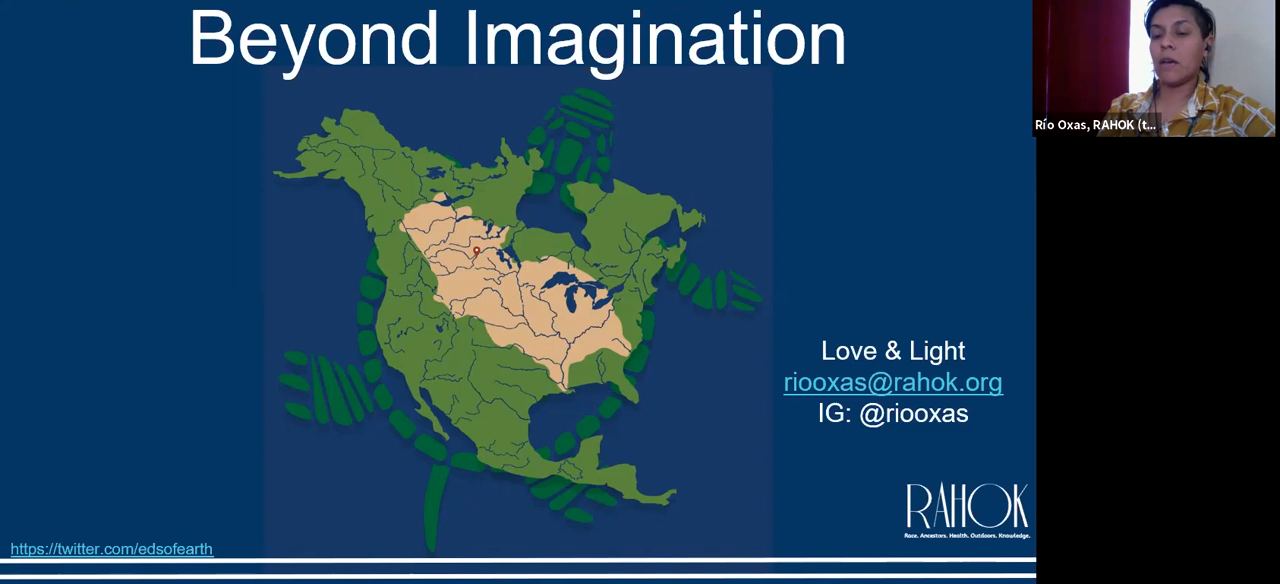 Beyond Imagination
Río Oxas, RAHOK (t...
Love & Light
riooxas@rahok.org
IG: @riooxas
RAHOK
Race. Ancestors. Health. Outdoors. Knowledge.
https://twitter.com/edsofearth